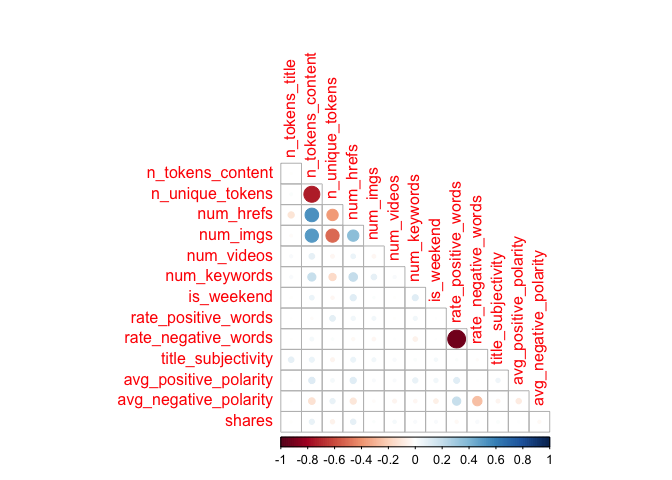 n_tokens_title
n_tokens_content
n_unique_tokens
num_hrefs
num_imgs
num_videos
num_keywords
is_weekend
rate_positive_words
rate_negative_words
title_subjectivity
avg_positive_polarity
avg_negative_polarity
n_tokens_content
n_unique_tokens
num_hrefs
num_imgs
num_videos
num_keywords
is_weekend
rate_positive_words
rate_negative_words
title_subjectivity
avg_positive_polarity
avg_negative_polarity
shares
-1 -0.8 -0.6 -0.4 -0.2 0 0.2 0.4 0.6 0.8 1